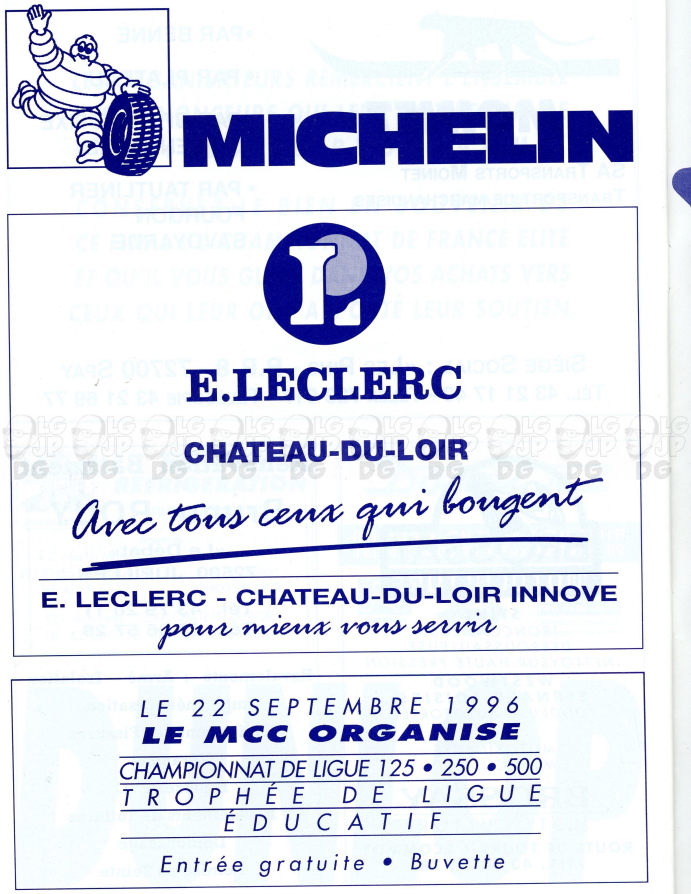 MICHELIN
E.LECLERC
CHATEAU-DU-LOIR
Avec tous ceux qui bougent
E. LECLERC - CHATEAU-DU-LOIR INNOVE
pour mieux vous servir
LE 22 SEPTEMBRE 1996
LE MCC ORGANISE
CHAMPIONNAT DE LIGUE 125 • 250 • 500
TROPHÉE DE LIGUE
ÉDUCATIF
Entrée gratuite • Buvette